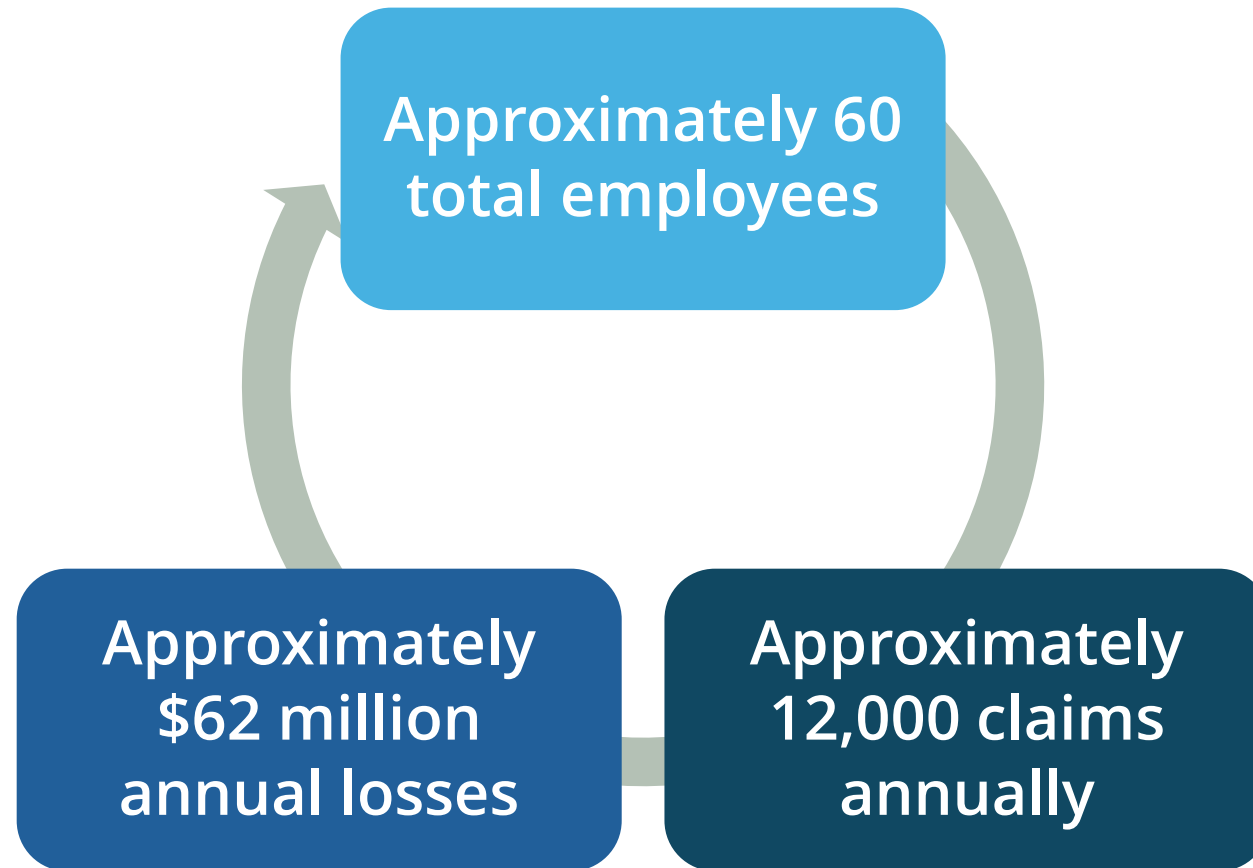 Approximately 60
total employees
Approximately
12,000 claims
annually
Approximately
$62 million
annual losses